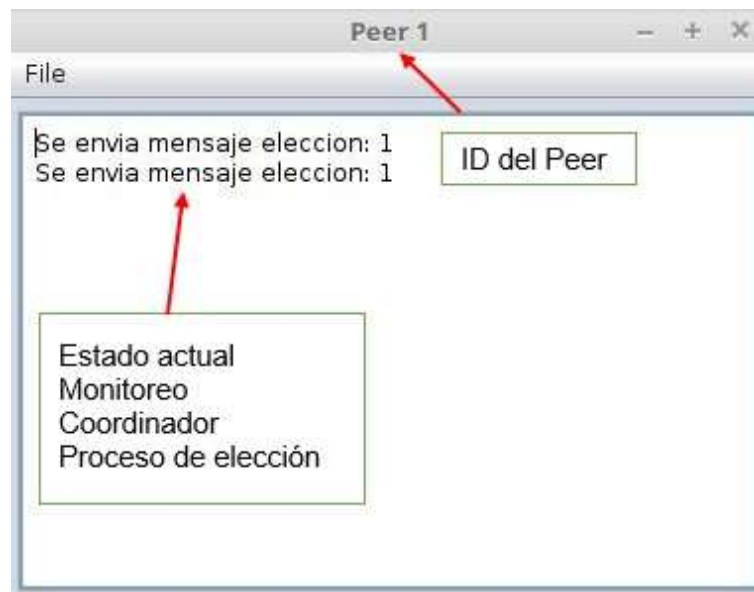 Peer 1
File
Se envia mensaje eleccion: 1
Se envia mensaje eleccion: 1
ID del Peer
Estado actual
Monitoreo
Coordinador
Proceso de elección